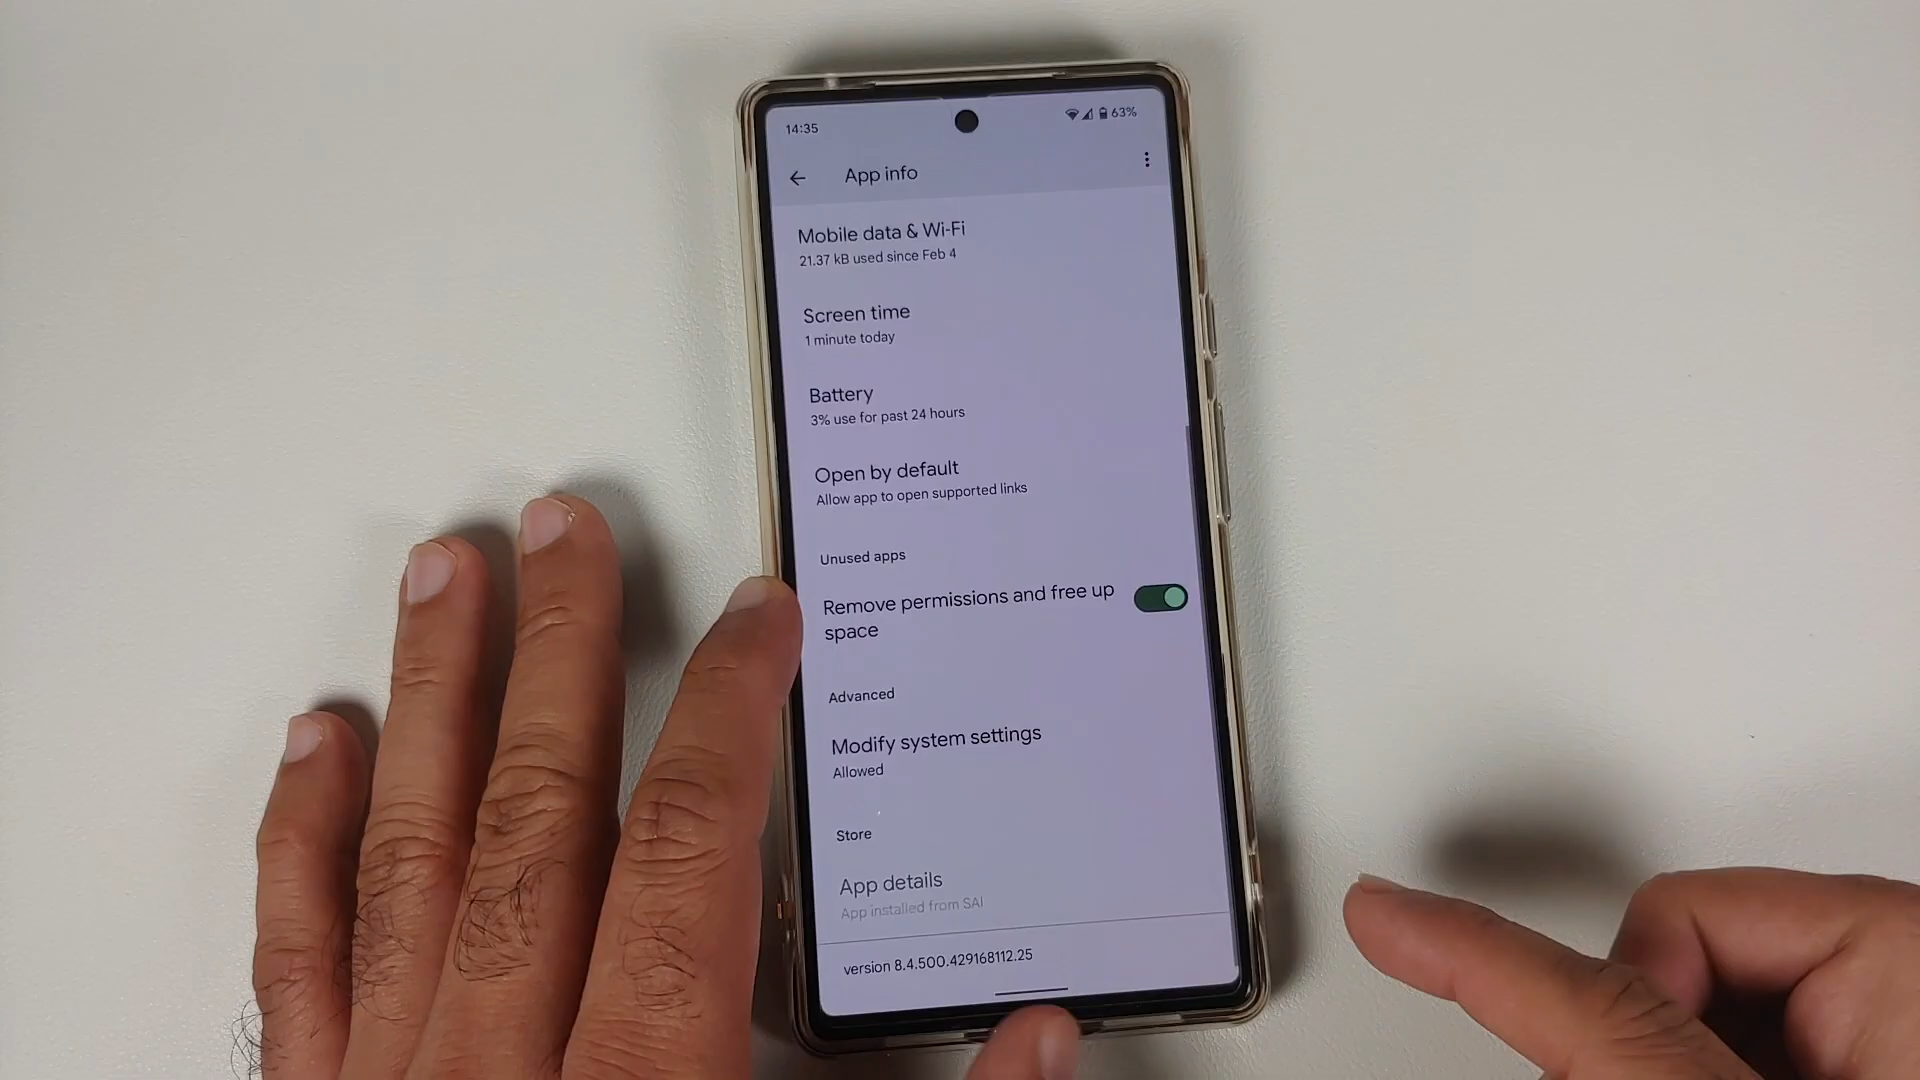 14:35
63%
App info
Mobile data & Wi-Fi
21.37 kB used since Feb 4
Screen time
1 minute today
Battery
3% use for past 24 hours
Open by default
Allow app to open supported links
Unused apps
Remove permissions and free up
space
Advanced
Modify system settings
Allowed
Store
App details
App installed from SAI
version 8.4.500.429168112.25